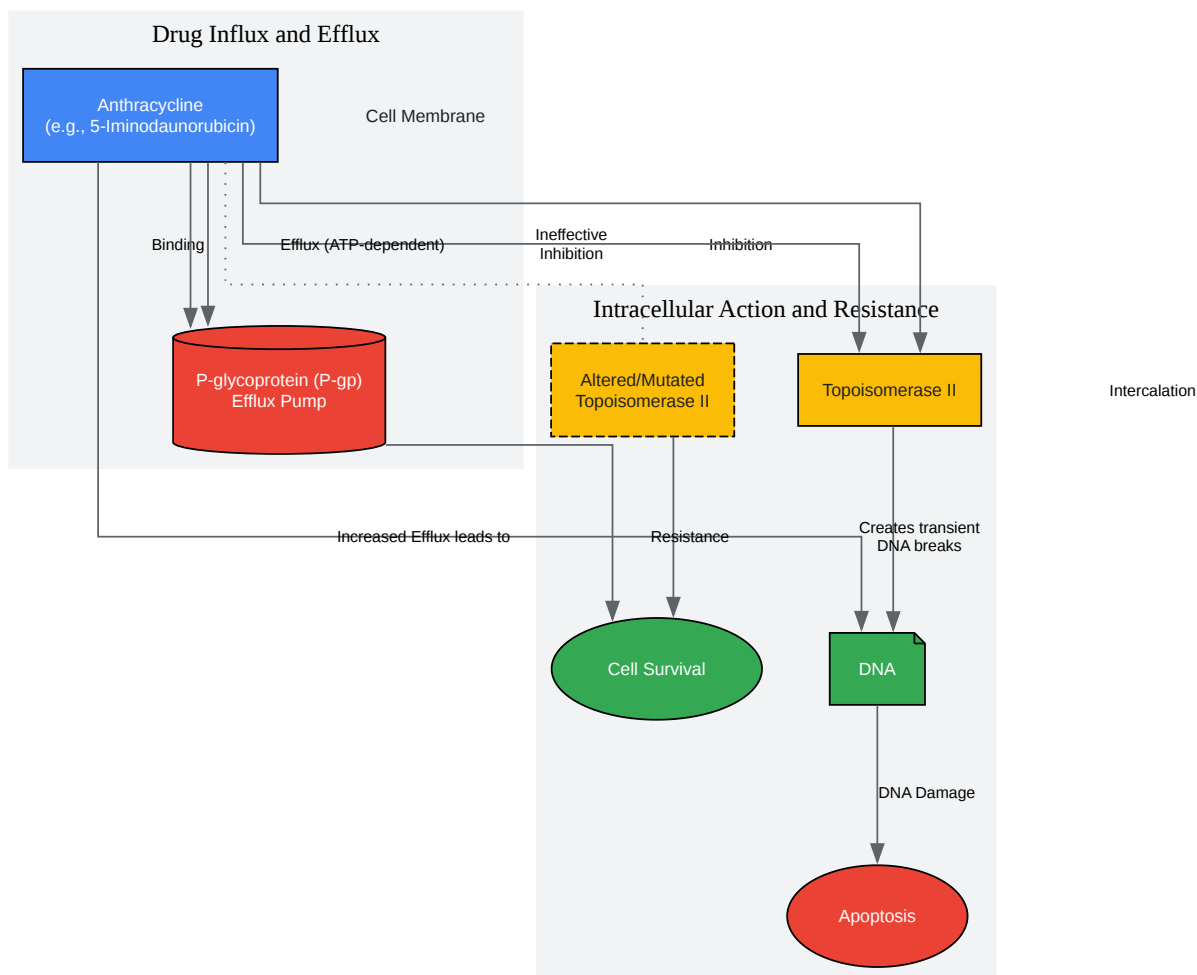 Drug Influx and Efflux
Anthracycline
(e.g., 5-Iminodaunorubicin)
Cell Membrane
Binding
Efflux (ATP-dependent)
Ineffective
Inhibition
Inhibition
Intracellular Action and Resistance
P-glycoprotein (P-gp)
Efflux Pump
Altered/Mutated
Topoisomerase II
Topoisomerase II
Intercalation
Increased Efflux leads to
Resistance
Creates transient
DNA breaks
Cell Survival
DNA
DNA Damage
Apoptosis